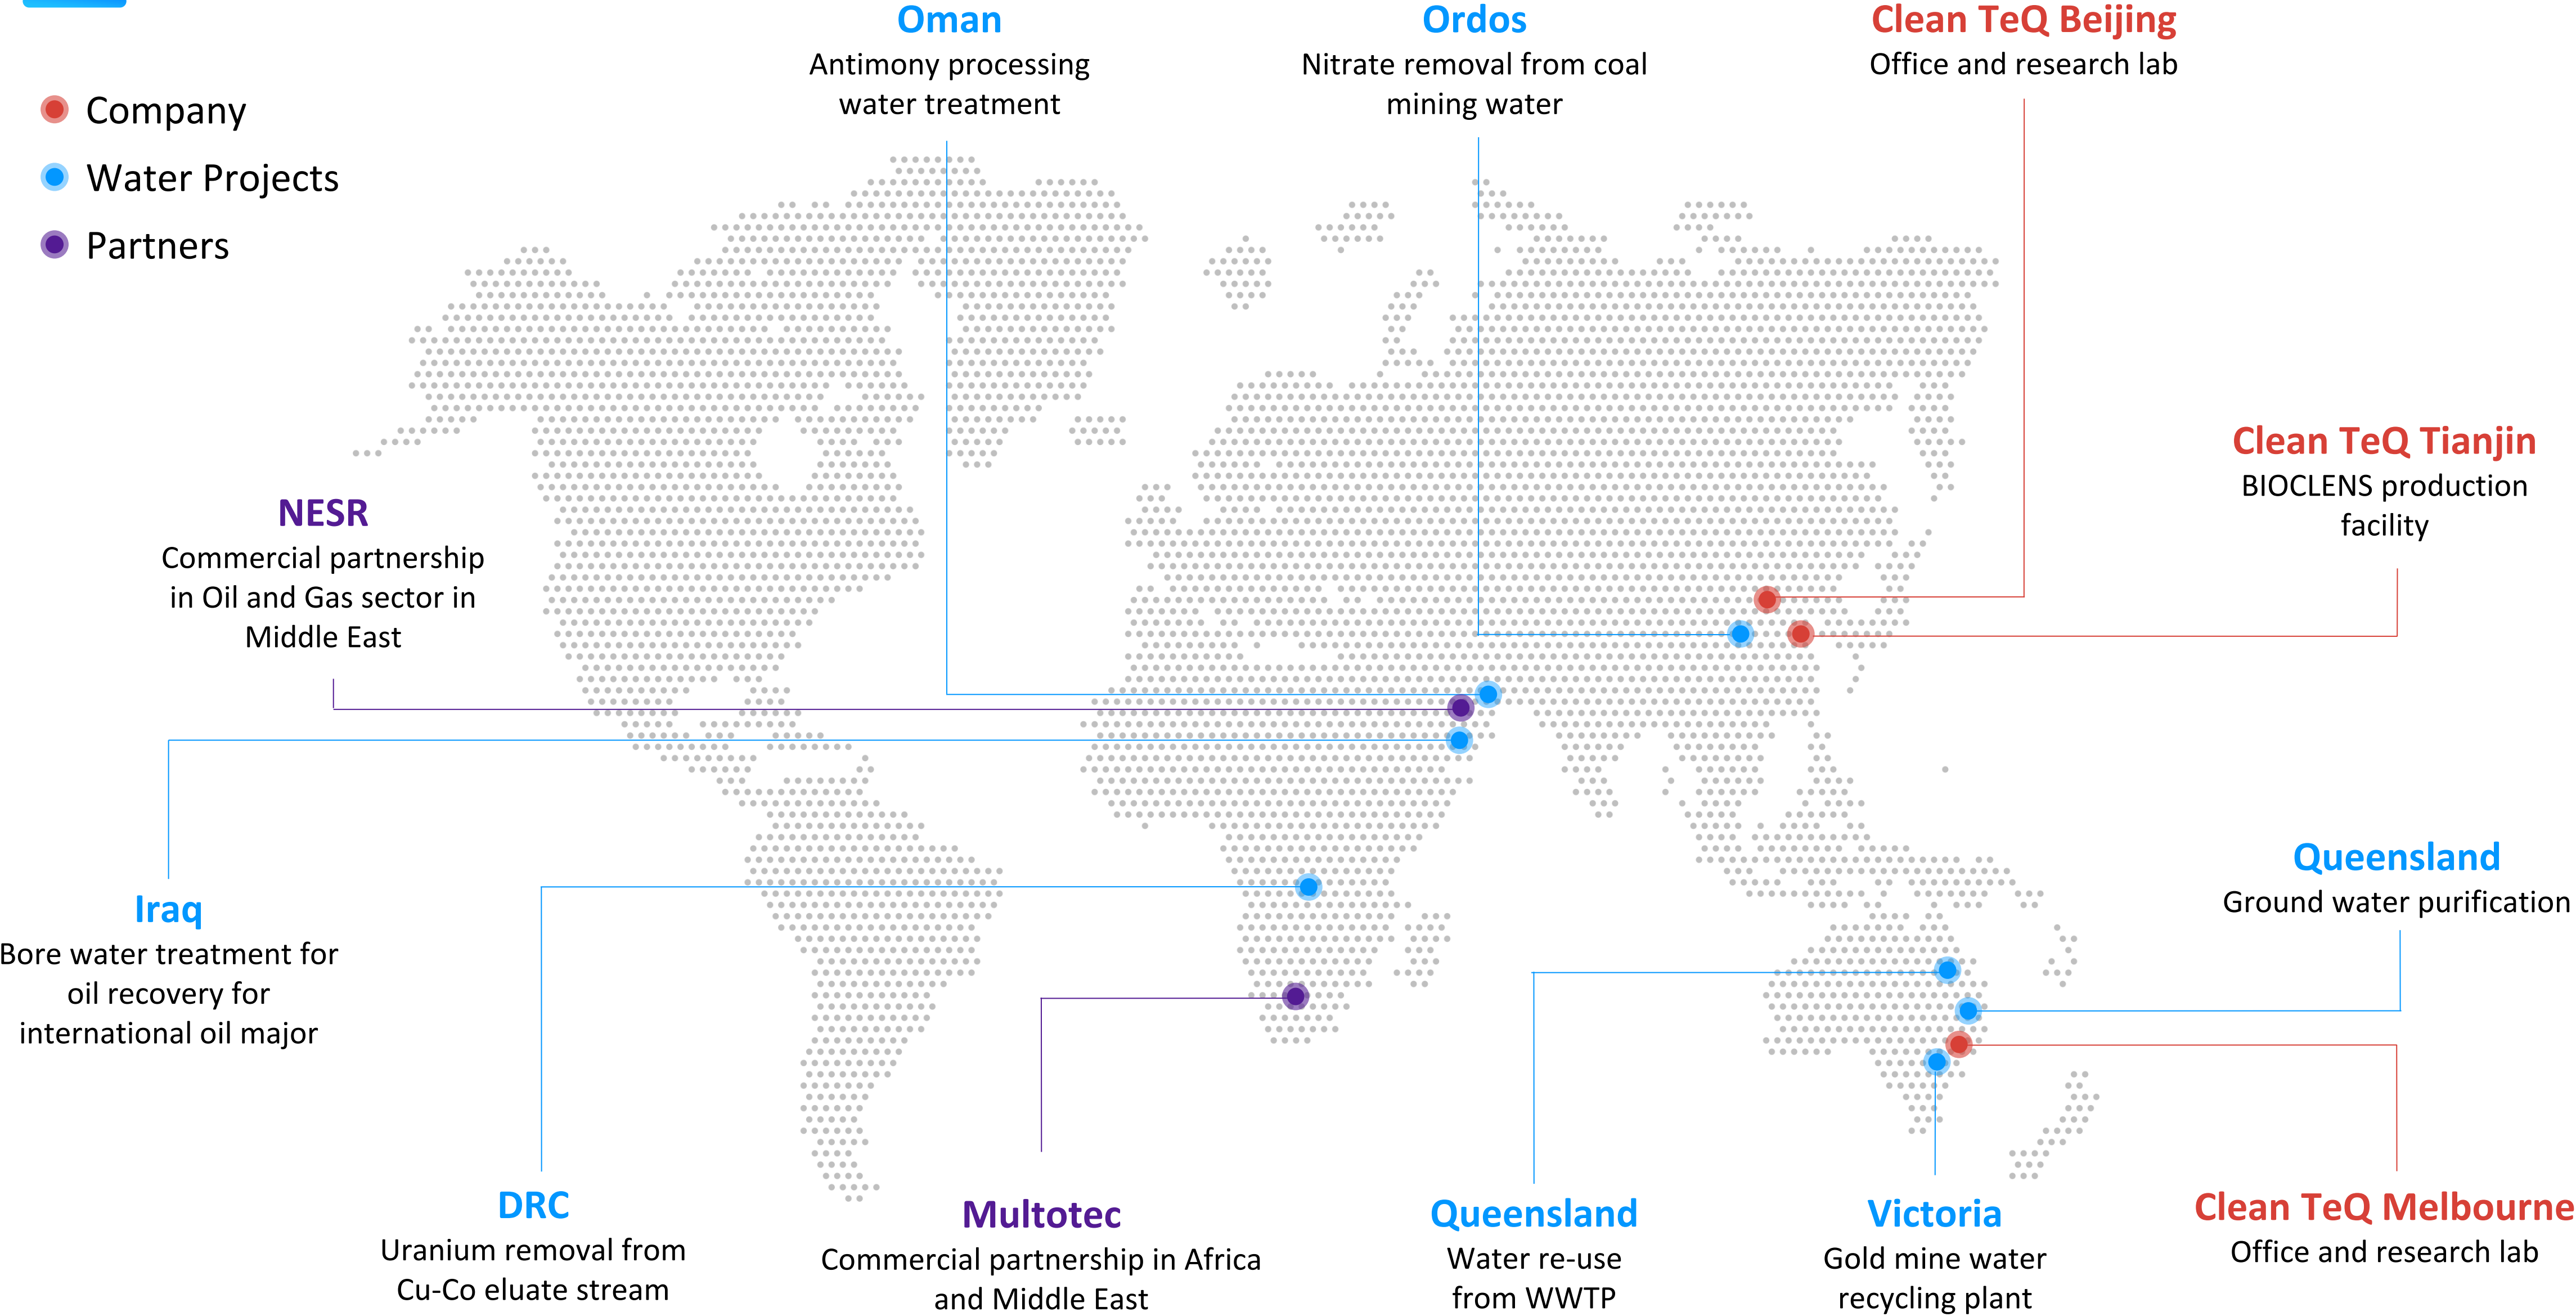 Company
Water Projects
Partners
Oman
Antimony processing
water treatment
Ordos
Nitrate removal from coal
mining water
Clean TeQ Beijing
Office and research lab
Clean TeQ Tianjin
BIOCLENS production
facility
NESR
Commercial partnership
in Oil and Gas sector in
Middle East
Iraq
Bore water treatment for
oil recovery for
international oil major
Queensland
Ground water purification
DRC
Uranium removal from
Cu-Co eluate stream
Multotec
Commercial partnership in Africa
and Middle East
Queensland
Water re-use
from WWTP
Victoria
Gold mine water
recycling plant
Clean TeQ Melbourne
Office and research lab